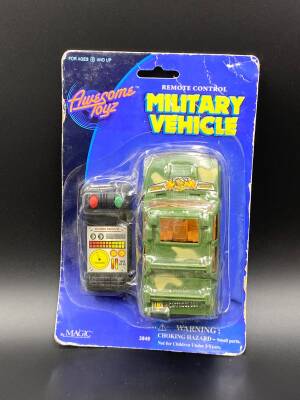 FOR AGES 3 AND UP
Awesome
Toyz
REMOTE CONTROL
MILITARY
VEHICLE
By MAGIC
3849
WARNING!
CHOKING HAZARD - Small parts.
Not for Children Under 3 Years.